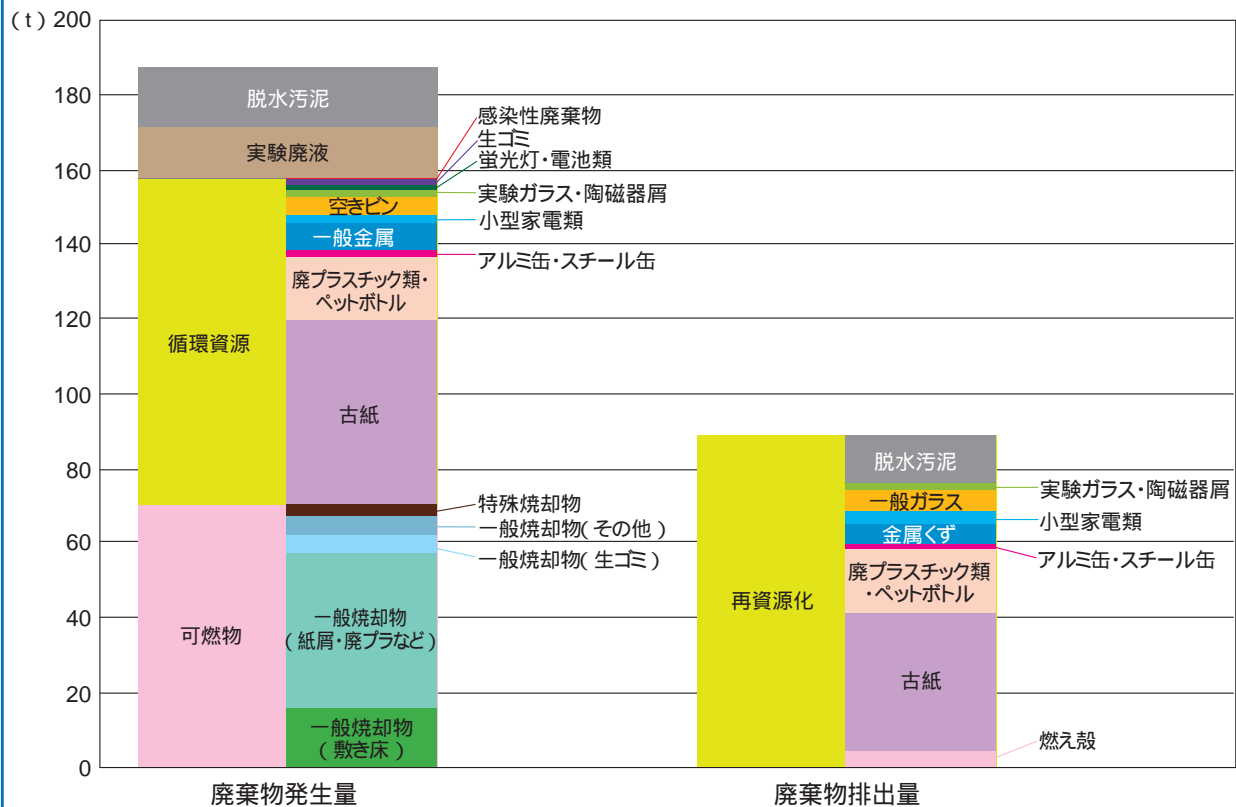 (t)
200
180
160
140
120
100
80
60
40
20
0
脱水汚泥
実験廃液
循環資源
可燃物
空きビン
一般金属
廃プラスチック類・
ペットボトル
古紙
一般焼却物
(紙屑・廃プラなど)
一般焼却物
(敷き床)
感染性廃棄物
生ゴミ
蛍光灯・電池類
実験ガラス・陶磁器屑
小型家電類
アルミ缶・スチール缶
特殊焼却物
一般焼却物(その他)
一般焼却物(生ゴミ)
廃棄物発生量
再資源化
脱水汚泥
一般ガラス
金属くず
廃プラスチック類
・ペットボトル
古紙
実験ガラス・陶磁器屑
小型家電類
アルミ缶・スチール缶
燃え殻
廃棄物排出量